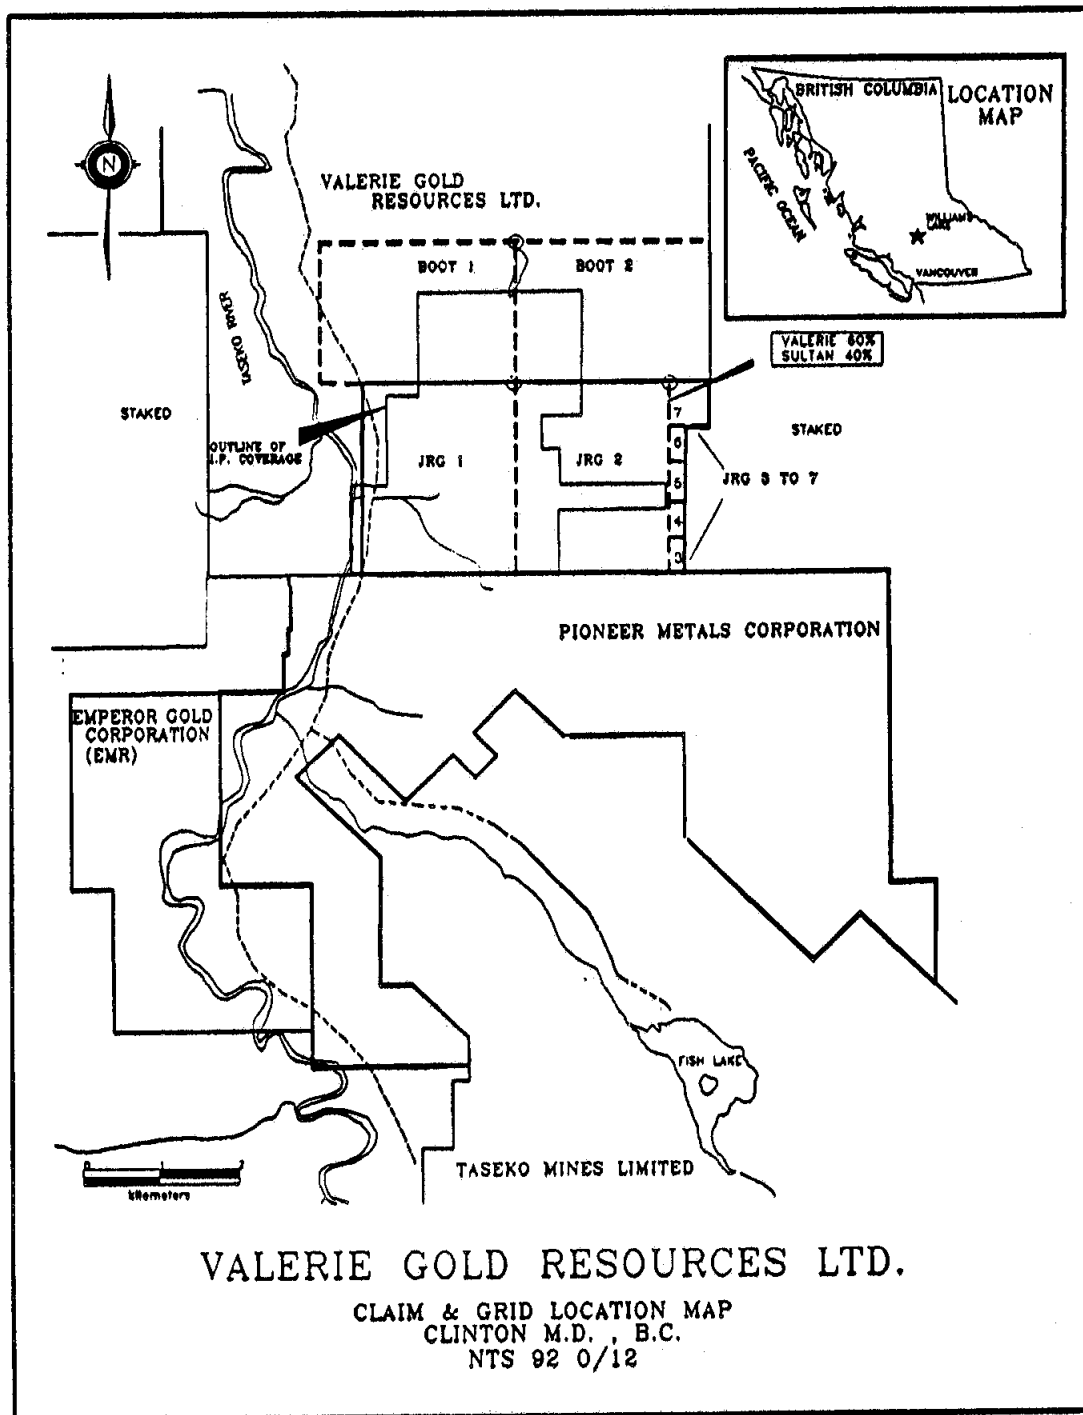 BRITISH COLUMBIA
LOCATION
MAP
PACIFIC OCEAN
WILLIAMS
LAKE
VANCOUVER
N
VALERIE GOLD
RESOURCES LTD.
BOOT 1
BOOT 2
TASEKO RIVER
VALERIE 60%
SULTAN 40%
STAKED
OUTLINE OF
I.P. COVERAGE
JRG 1
JRG 2
7
6
5
4
3
STAKED
JRG 3 TO 7
PIONEER METALS CORPORATION
EMPEROR GOLD
CORPORATION
(EMR)
FISH LAKE
TASEKO MINES LIMITED
0 1 2
kilometers
VALERIE GOLD RESOURCES LTD.
CLAIM & GRID LOCATION MAP
CLINTON M.D. , B.C.
NTS 92 O/12